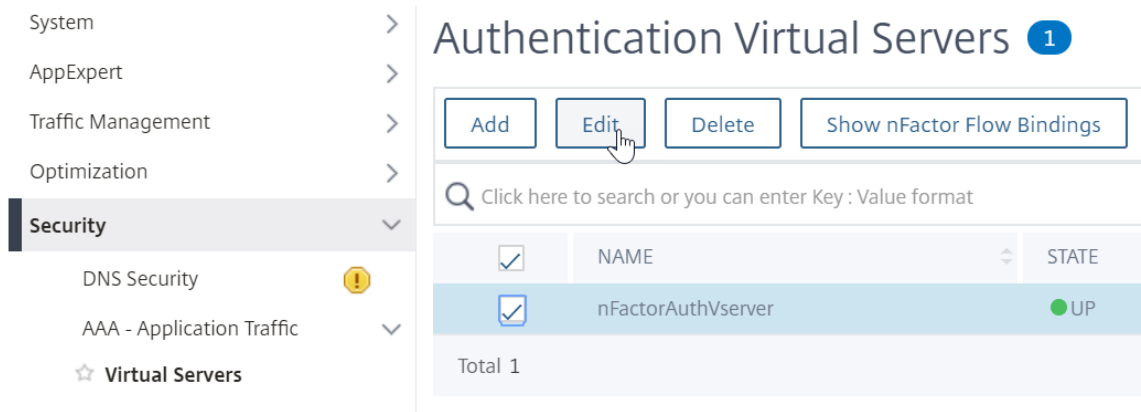 System
AppExpert
Traffic Management
Optimization
Security
DNS Security
AAA - Application Traffic
Virtual Servers
Authentication Virtual Servers 1
Add Edit Delete Show nFactor Flow Bindings
Click here to search or you can enter Key : Value format
NAME STATE
nFactorAuthVserver UP
Total 1